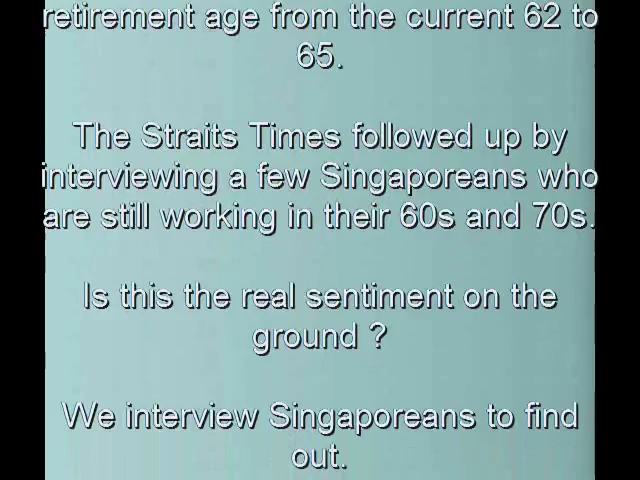 retirement age from the current 62 to
65.
The Straits Times followed up by
interviewing a few Singaporeans who
are still working in their 60s and 70s.
Is this the real sentiment on the
ground ?
We interview Singaporeans to find
out.